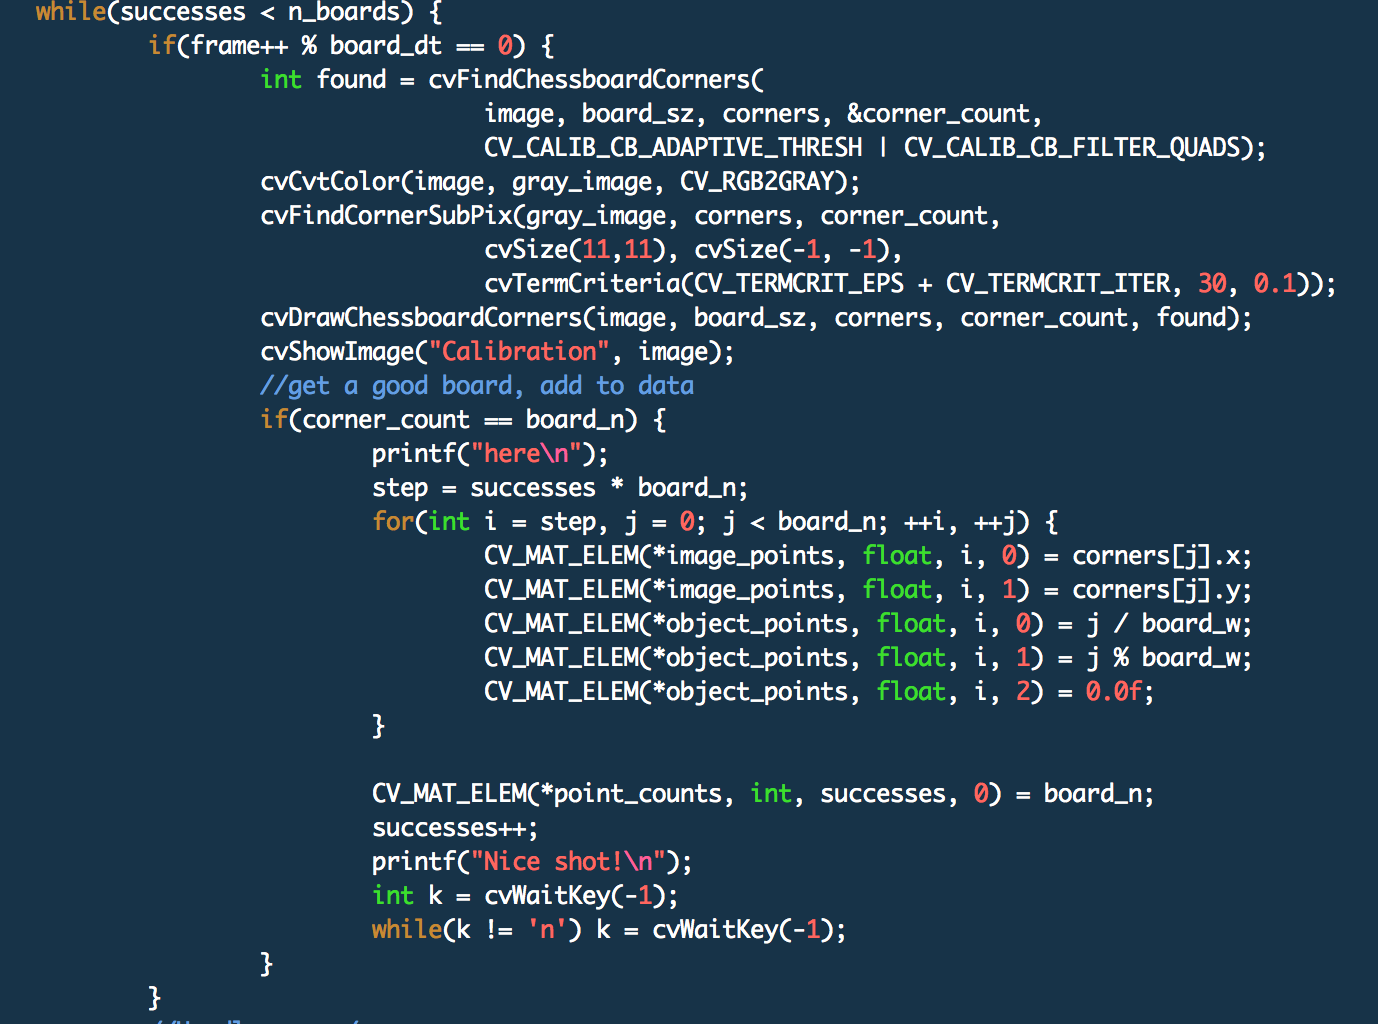 while(successes < n_boards) {
if(frame++ % board_dt == 0) {
int found = cvFindChessboardCorners(
image, board_sz, corners, &corner_count,
CV_CALIB_CB_ADAPTIVE_THRESH | CV_CALIB_CB_FILTER_QUADS);
cvCvtColor(image, gray_image, CV_RGB2GRAY);
cvFindCornerSubPix(gray_image, corners, corner_count,
cvSize(11,11), cvSize(-1, -1),
cvTermCriteria(CV_TERMCRIT_EPS + CV_TERMCRIT_ITER, 30, 0.1));
cvDrawChessboardCorners(image, board_sz, corners, corner_count, found);
cvShowImage("Calibration", image);
//get a good board, add to data
if(corner_count == board_n) {
printf("here\n");
step = successes * board_n;
for(int i = step, j = 0; j < board_n; ++i, ++j) {
CV_MAT_ELEM(*image_points, float, i, 0) = corners[j].x;
CV_MAT_ELEM(*image_points, float, i, 1) = corners[j].y;
CV_MAT_ELEM(*object_points, float, i, 0) = j / board_w;
CV_MAT_ELEM(*object_points, float, i, 1) = j % board_w;
CV_MAT_ELEM(*object_points, float, i, 2) = 0.0f;
}
CV_MAT_ELEM(*point_counts, int, successes, 0) = board_n;
successes++;
printf("Nice shot!\n");
int k = cvWaitKey(-1);
while(k != 'n') k = cvWaitKey(-1);
}
}